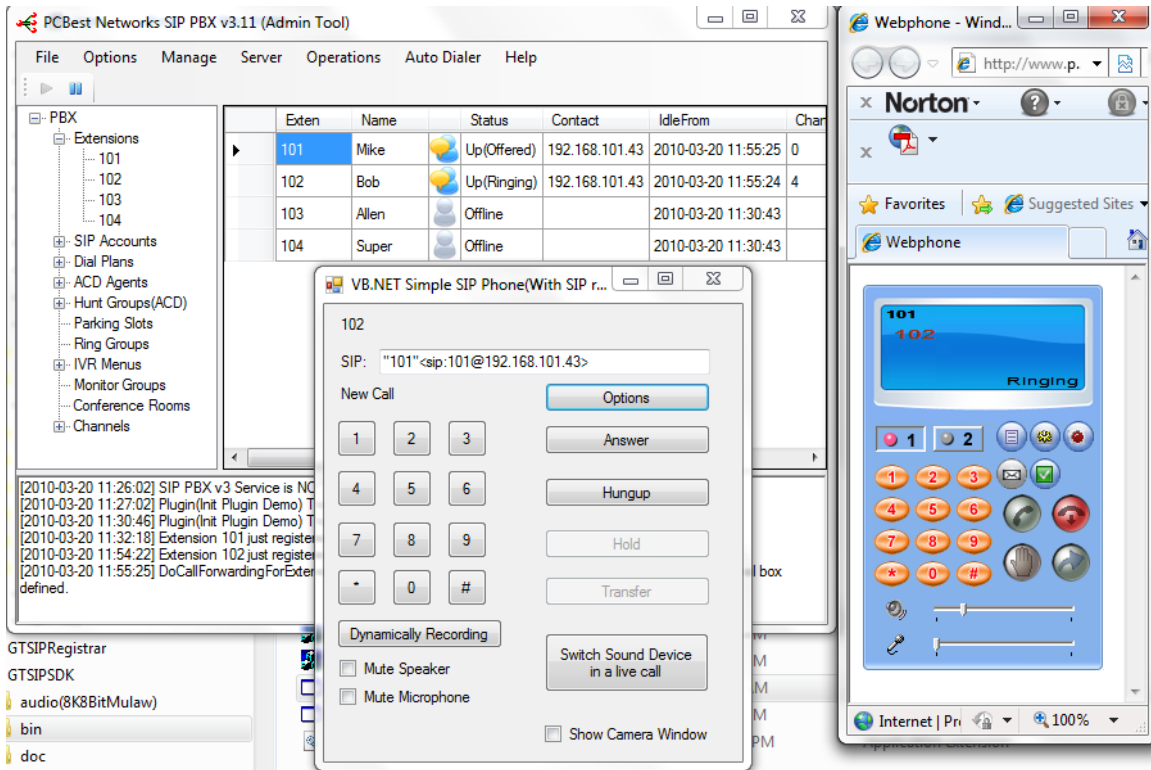 PCBest Networks SIP PBX v3.11 (Admin Tool)
File Options Manage Server Operations Auto Dialer Help
PBX
Extensions
101
102
103
104
SIP Accounts
Dial Plans
ACD Agents
Hunt Groups(ACD)
Parking Slots
Ring Groups
IVR Menus
Monitor Groups
Conference Rooms
Channels
Exten Name Status Contact IdleFrom Chan
101 Mike Up(Offered) 192.168.101.43 2010-03-20 11:55:25 0
102 Bob Up(Ringing) 192.168.101.43 2010-03-20 11:55:24 4
103 Allen Offline 2010-03-20 11:30:43
104 Super Offline 2010-03-20 11:30:43
[2010-03-20 11:26:02] SIP PBX v3 Service is
[2010-03-20 11:27:02] Plugin(Init Plugin Demo)
[2010-03-20 11:30:46] Plugin(Init Plugin Demo)
[2010-03-20 11:32:18] Extension 101 just
[2010-03-20 11:54:22] Extension 102 just
[2010-03-20 11:55:25] box
defined.
VB.NET Simple SIP Phone(With SIP r...
102
SIP: "101"<sip:101@192.168.101.43>
New Call
Options
1 2 3
Answer
4 5 6
Hungup
7 8 9
Hold
* 0 #
Transfer
Dynamically Recording
Switch Sound Device
in a live call
Mute Speaker
Mute Microphone
Show Camera Window
Webphone - Wind...
http://www.p.
Norton
Favorites
Suggested Sites
Webphone
101
102
Ringing
1 2
1 2 3
4 5 6
7 8 9
* 0 #
Internet | Pr
100%
GTSIPRegistrar
GTSIPSDK
audio(8K8BitMulaw)
bin
doc
PM